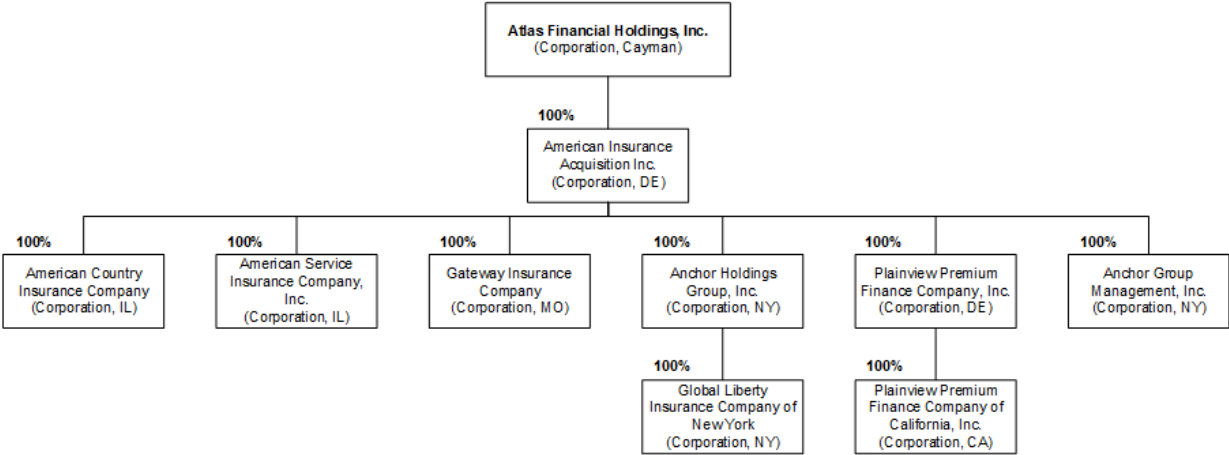 Atlas Financial Holdings, Inc.
(Corporation, Cayman)
100%
American Insurance
Acquisition Inc.
(Corporation, DE)
100%
American Country
Insurance Company
(Corporation, IL)
100%
American Service
Insurance Company,
Inc.
(Corporation, IL)
100%
Gateway Insurance
Company
(Corporation, MO)
100%
Anchor Holdings
Group, Inc.
(Corporation, NY)
100%
Plainview Premium
Finance Company, Inc.
(Corporation, DE)
100%
Anchor Group
Management, Inc.
(Corporation, NY)
100%
Global Liberty
Insurance Company of
New York
(Corporation, NY)
100%
Plainview Premium
Finance Company of
California, Inc.
(Corporation, CA)